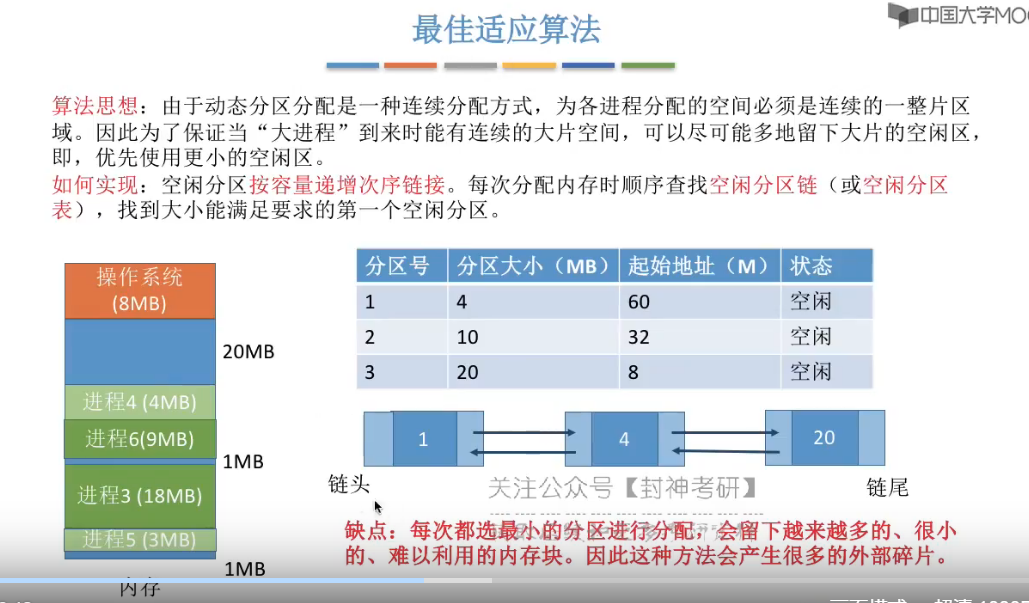 中国大学MO
最佳适应算法
算法思想：由于动态分区分配是一种连续分配方式，为各进程分配的空间必须是连续的一整片区
域。因此为了保证当“大进程”到来时能有连续的大片空间，可以尽可能多地留下大片的空闲区，
即，优先使用更小的空闲区。
如何实现：空闲分区按容量递增次序链接。每次分配内存时顺序查找空闲分区链（或空闲分区
表），找到大小能满足要求的第一个空闲分区。
操作系统
(8MB)
20MB
进程4 (4MB)
进程6(9MB)
1MB
进程3 (18MB)
进程5 (3MB)
1MB
内存
分区号 分区大小（MB） 起始地址（M） 状态
1 4 60 空闲
2 10 32 空闲
3 20 8 空闲
1 4 20
链头 链尾
关注公众号【封神考研】
缺点：每次都选最小的分区进行分配，会留下越来越多的、很小
的、难以利用的内存块。因此这种方法会产生很多的外部碎片。